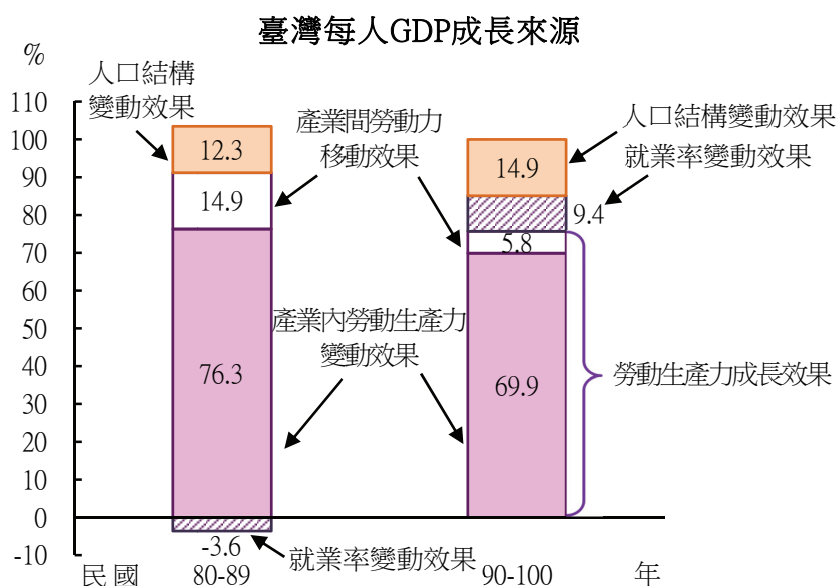 臺灣每人GDP成長來源
%
人口結構
變動效果
產業間勞動力
移動效果
人口結構變動效果
就業率變動效果
110
100
90
80
70
60
50
40
30
20
10
0
-10
12.3
14.9
76.3
-3.6
14.9
9.4
5.8
69.9
產業內勞動生產力
變動效果
勞動生產力成長效果
就業率變動效果
民國 80-89 90-100 年